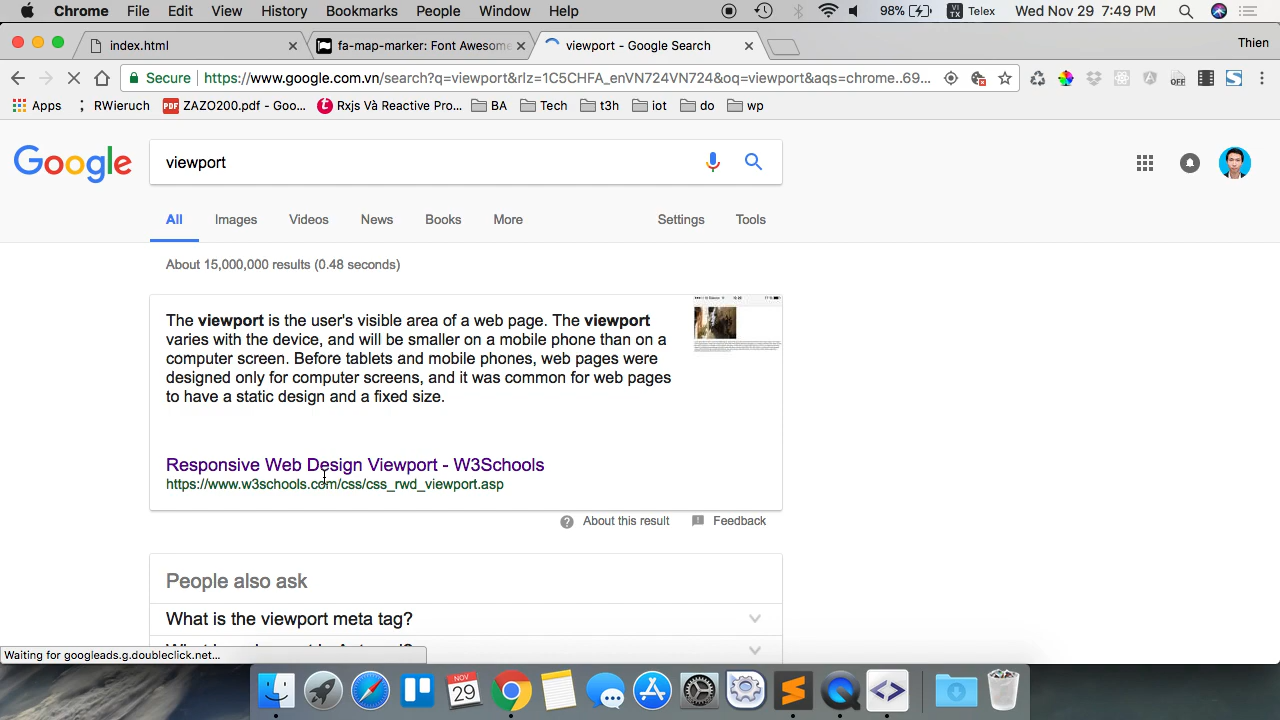 Chrome File Edit View History Bookmarks People Window Help 98% VI TX Telex Wed Nov 29 7:49 PM
index.html fa-map-marker: Font Awesome viewport - Google Search Thien
Secure https://www.google.com.vn/search?q=viewport&rlz=1C5CHFA_enVN724VN724&oq=viewport&aqs=chrome..69... OFF
Apps RWieruch PDF ZAZO200.pdf - Goo... Rxjs Và Reactive Pro... BA Tech t3h iot do wp
Google viewport
All Images Videos News Books More Settings Tools
About 15,000,000 results (0.48 seconds)
The viewport is the user's visible area of a web page. The viewport
varies with the device, and will be smaller on a mobile phone than on a
computer screen. Before tablets and mobile phones, web pages were
designed only for computer screens, and it was common for web pages
to have a static design and a fixed size.
Responsive Web Design Viewport - W3Schools
https://www.w3schools.com/css/css_rwd_viewport.asp
About this result Feedback
People also ask
What is the viewport meta tag?
Waiting for googleads.g.doubleclick.net...
NOV
29